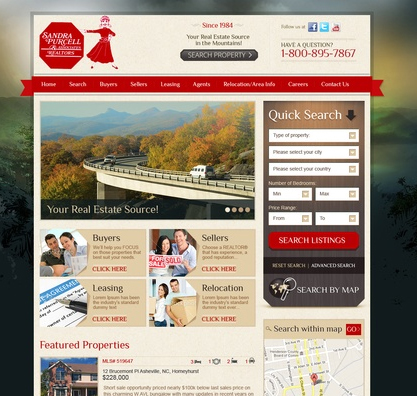 SANDRA
PURCELL
& ASSOCIATES
REALTORS
Since 1984
Your Real Estate Source
in the Mountains!
SEARCH PROPERTY
Follow us at
HAVE A QUESTION?
1-800-895-7867
Home Search Buyers Sellers Leasing Agents Relocation/Area Info Careers Contact Us
Your Real Estate Source!
Quick Search
Type of property
Please select your city
Please select your country
Number of Bedrooms:
Min Max
Price Range:
From To
SEARCH LISTINGS
RESET SEARCH | ADVANCED SEARCH
SEARCH BY MAP
Buyers
We'll help you FOCUS
on those properties that
best suit your needs.
CLICK HERE
Sellers
Choose a REALTOR®
that has experience, a
good reputation...
CLICK HERE
SOLD
Leasing
Lorem Ipsum has been
the industry's standard
dummy text
CLICK HERE
Relocation
Lorem Ipsum has been
the industry's standard
dummy text ever
CLICK HERE
Search within map GO
Featured Properties
MLS# 519647
3 1 2 1
12 Brucemont Pl Asheville, NC, Homeyhurst
$228,000
Short sale opportunity priced nearly $100k below last sales price on
this charming W AVL bungalow with many updates in recent years on